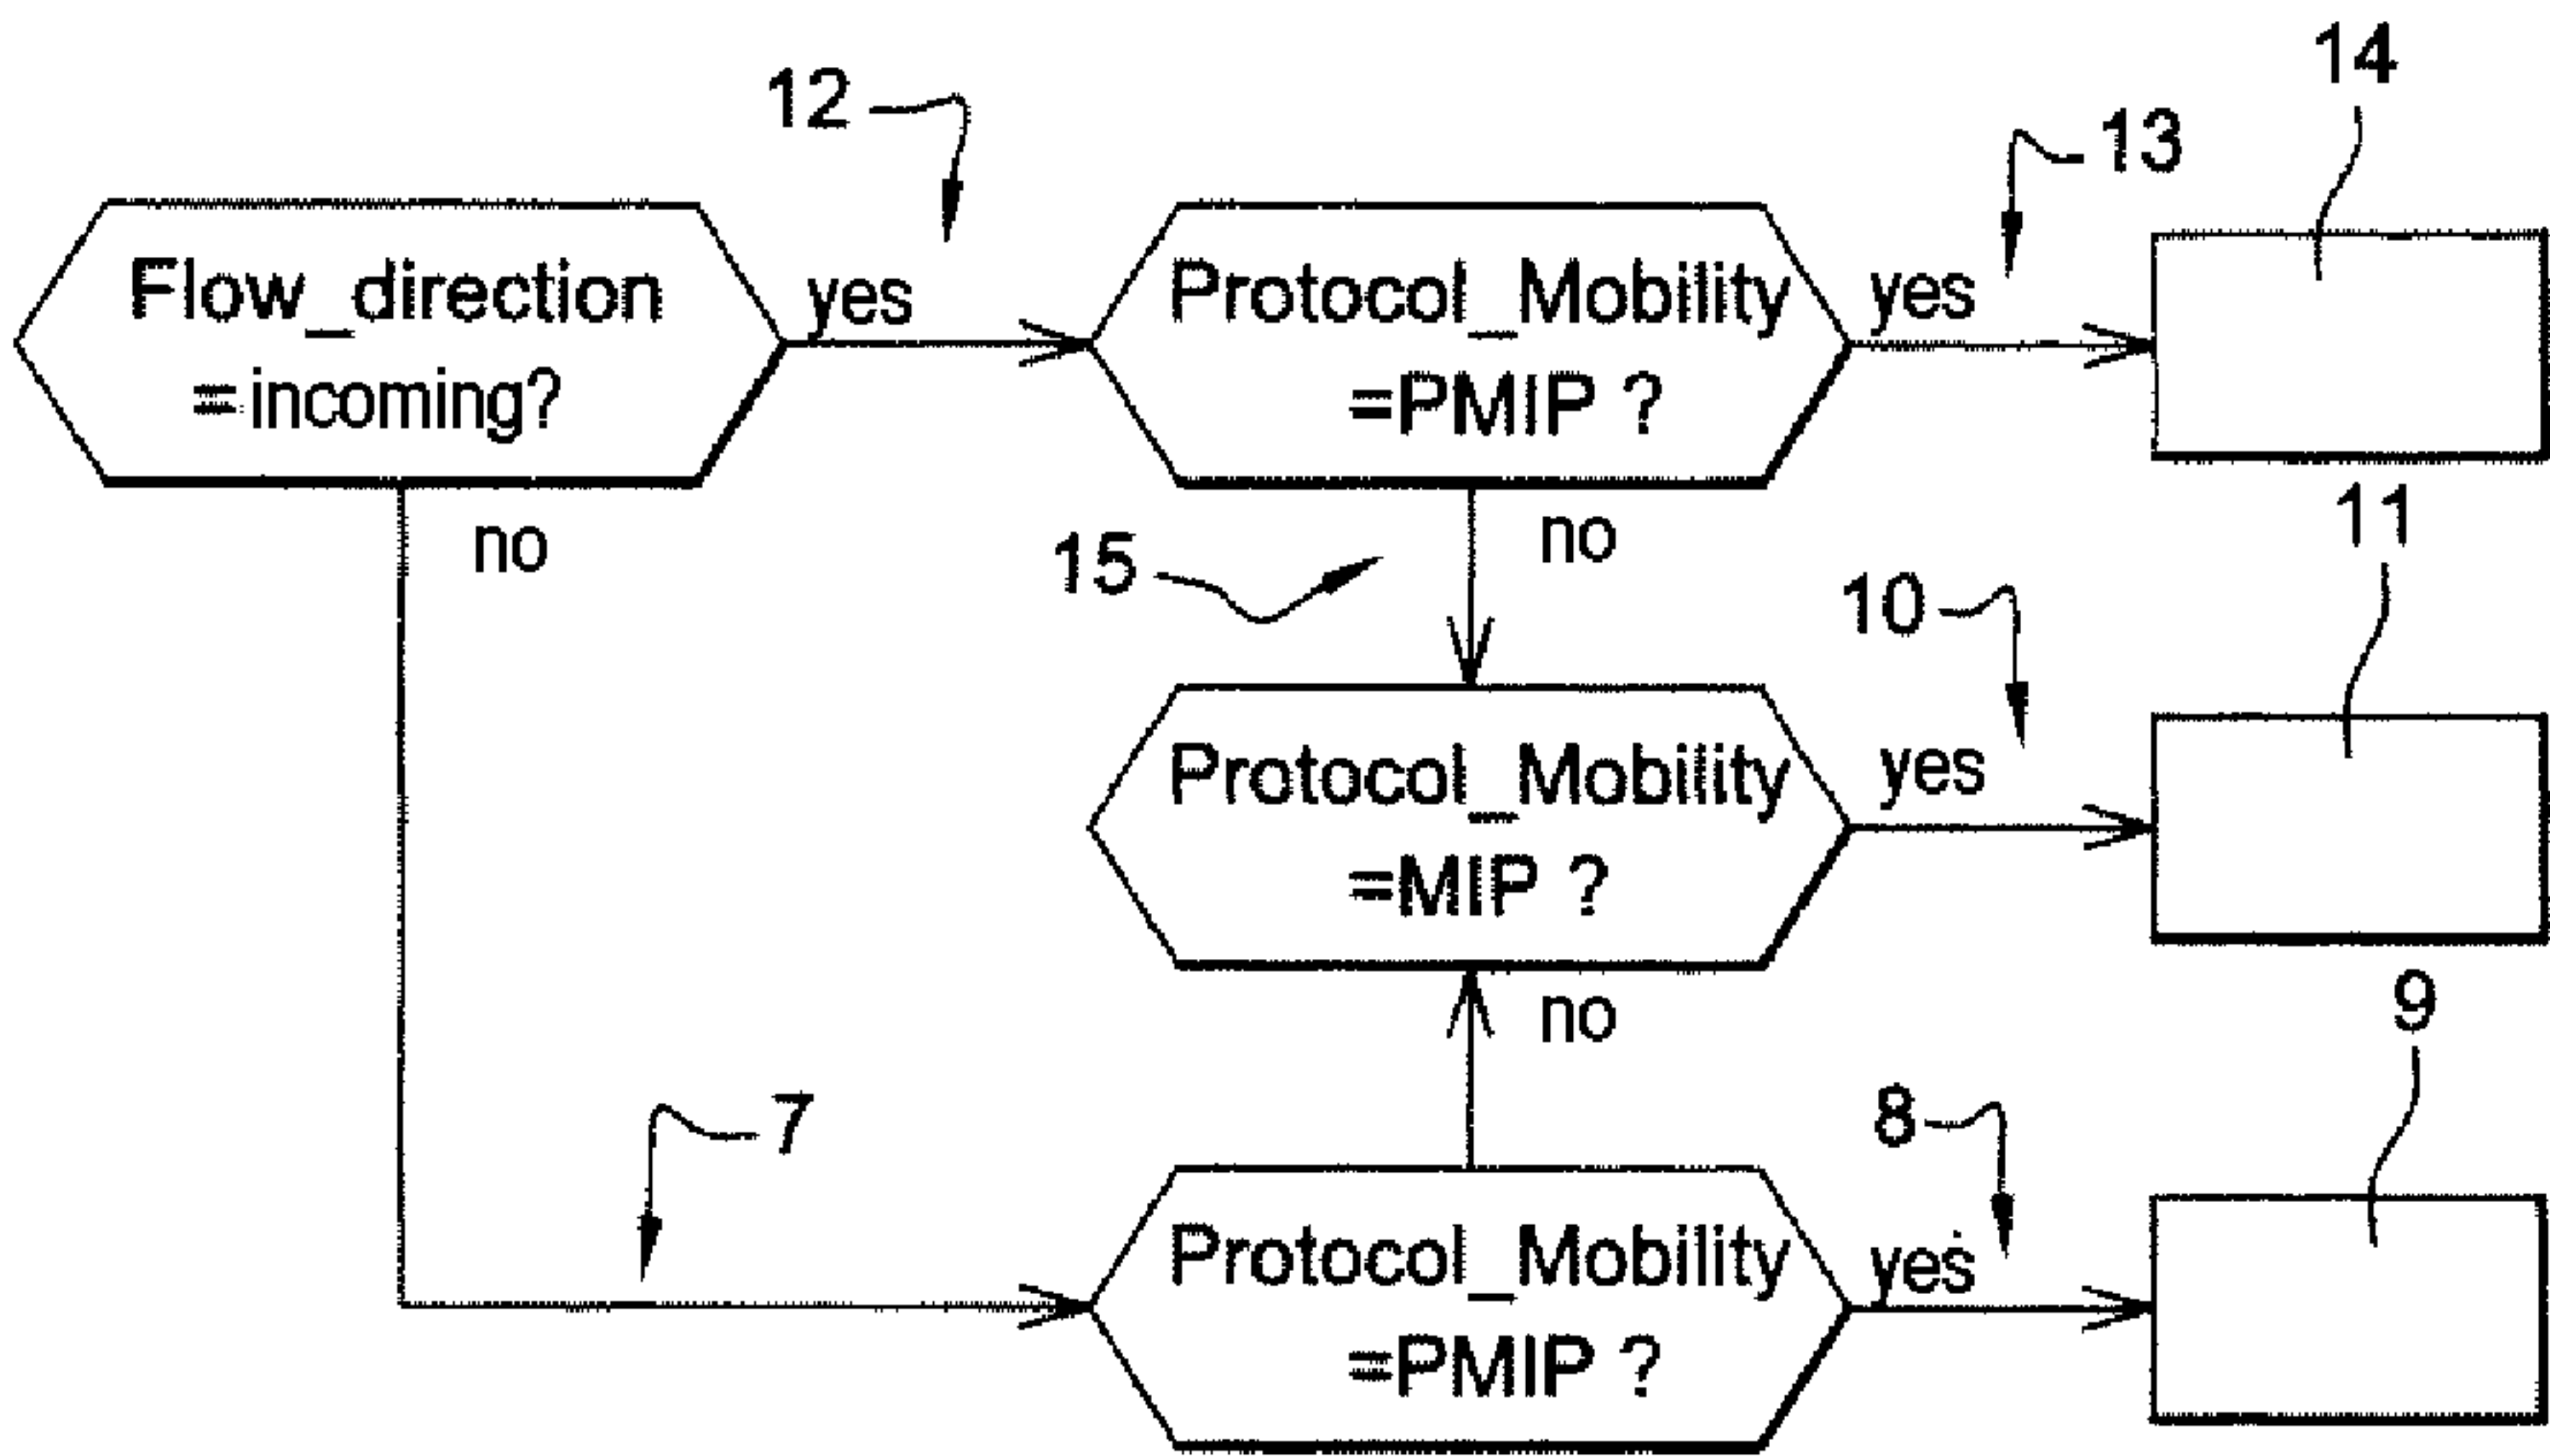 14
12
13
Flow_direction
=incoming?
yes
Protocol_Mobility
=PMIP ?
yes
no
15
no
11
10
Protocol_Mobility
=MIP ?
yes
no
9
7
8
Protocol_Mobility
=PMIP ?
yes